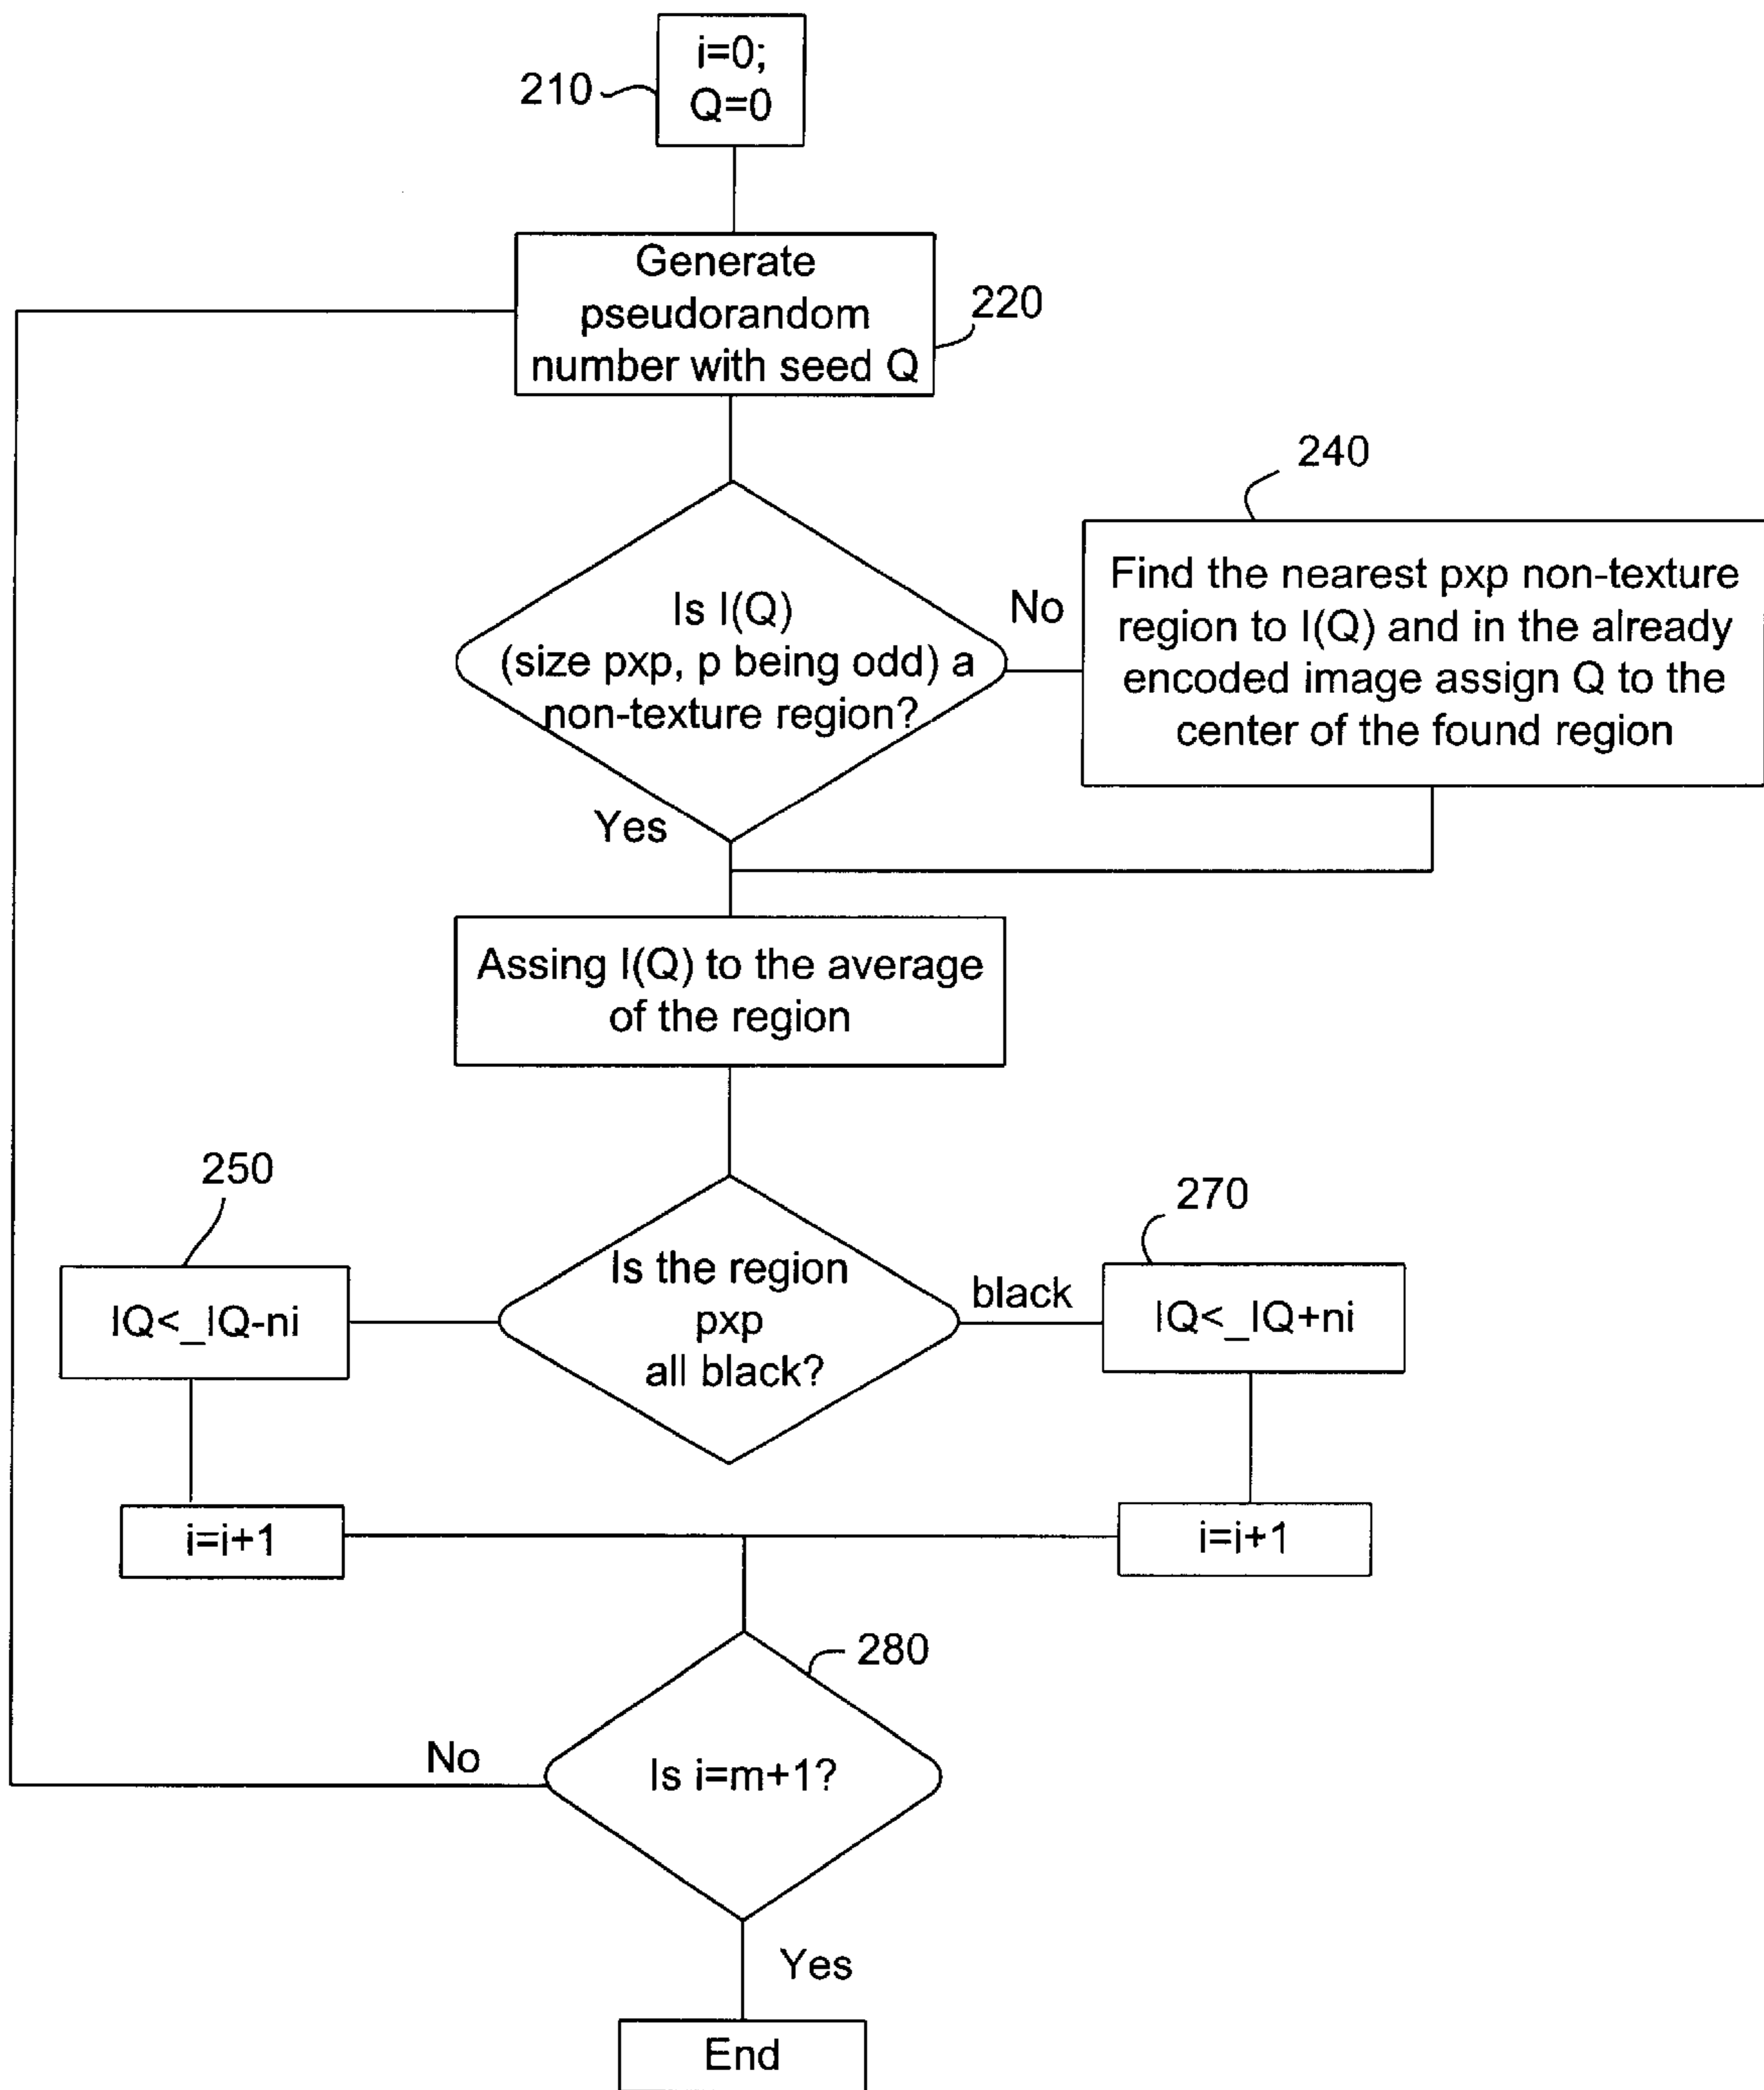 i=0;
Q=0
210
Generate
pseudorandom
number with seed Q
220
240
Is I(Q)
(size pxp, p being odd) a
non-texture region?
No
Find the nearest pxp non-texture
region to I(Q) and in the already
encoded image assign Q to the
center of the found region
Yes
Assing I(Q) to the average
of the region
250
270
Is the region
pxp
all black?
black
IQ<_IQ-ni
IQ<_IQ+ni
i=i+1
i=i+1
280
No
Is i=m+1?
Yes
End